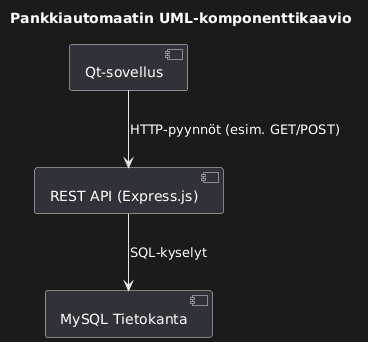 Pankkiautomaatin UML-komponenttikaavio
Qt-sovellus
HTTP-pyynnöt (esim. GET/POST)
REST API (Express.js)
SQL-kyselyt
MySQL Tietokanta